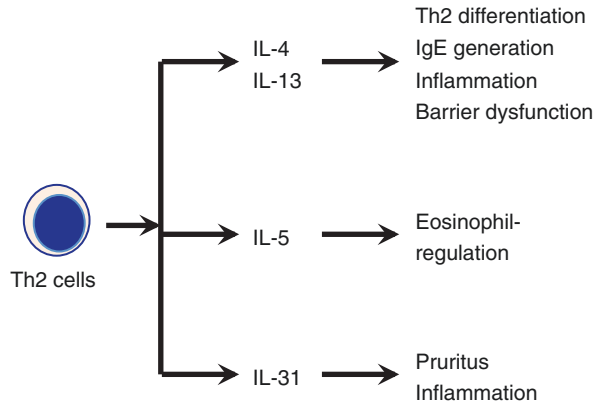 Th2 cells
IL-4
IL-13
Th2 differentiation
IgE generation
Inflammation
Barrier dysfunction
IL-5
Eosinophil-
regulation
IL-31
Pruritus
Inflammation